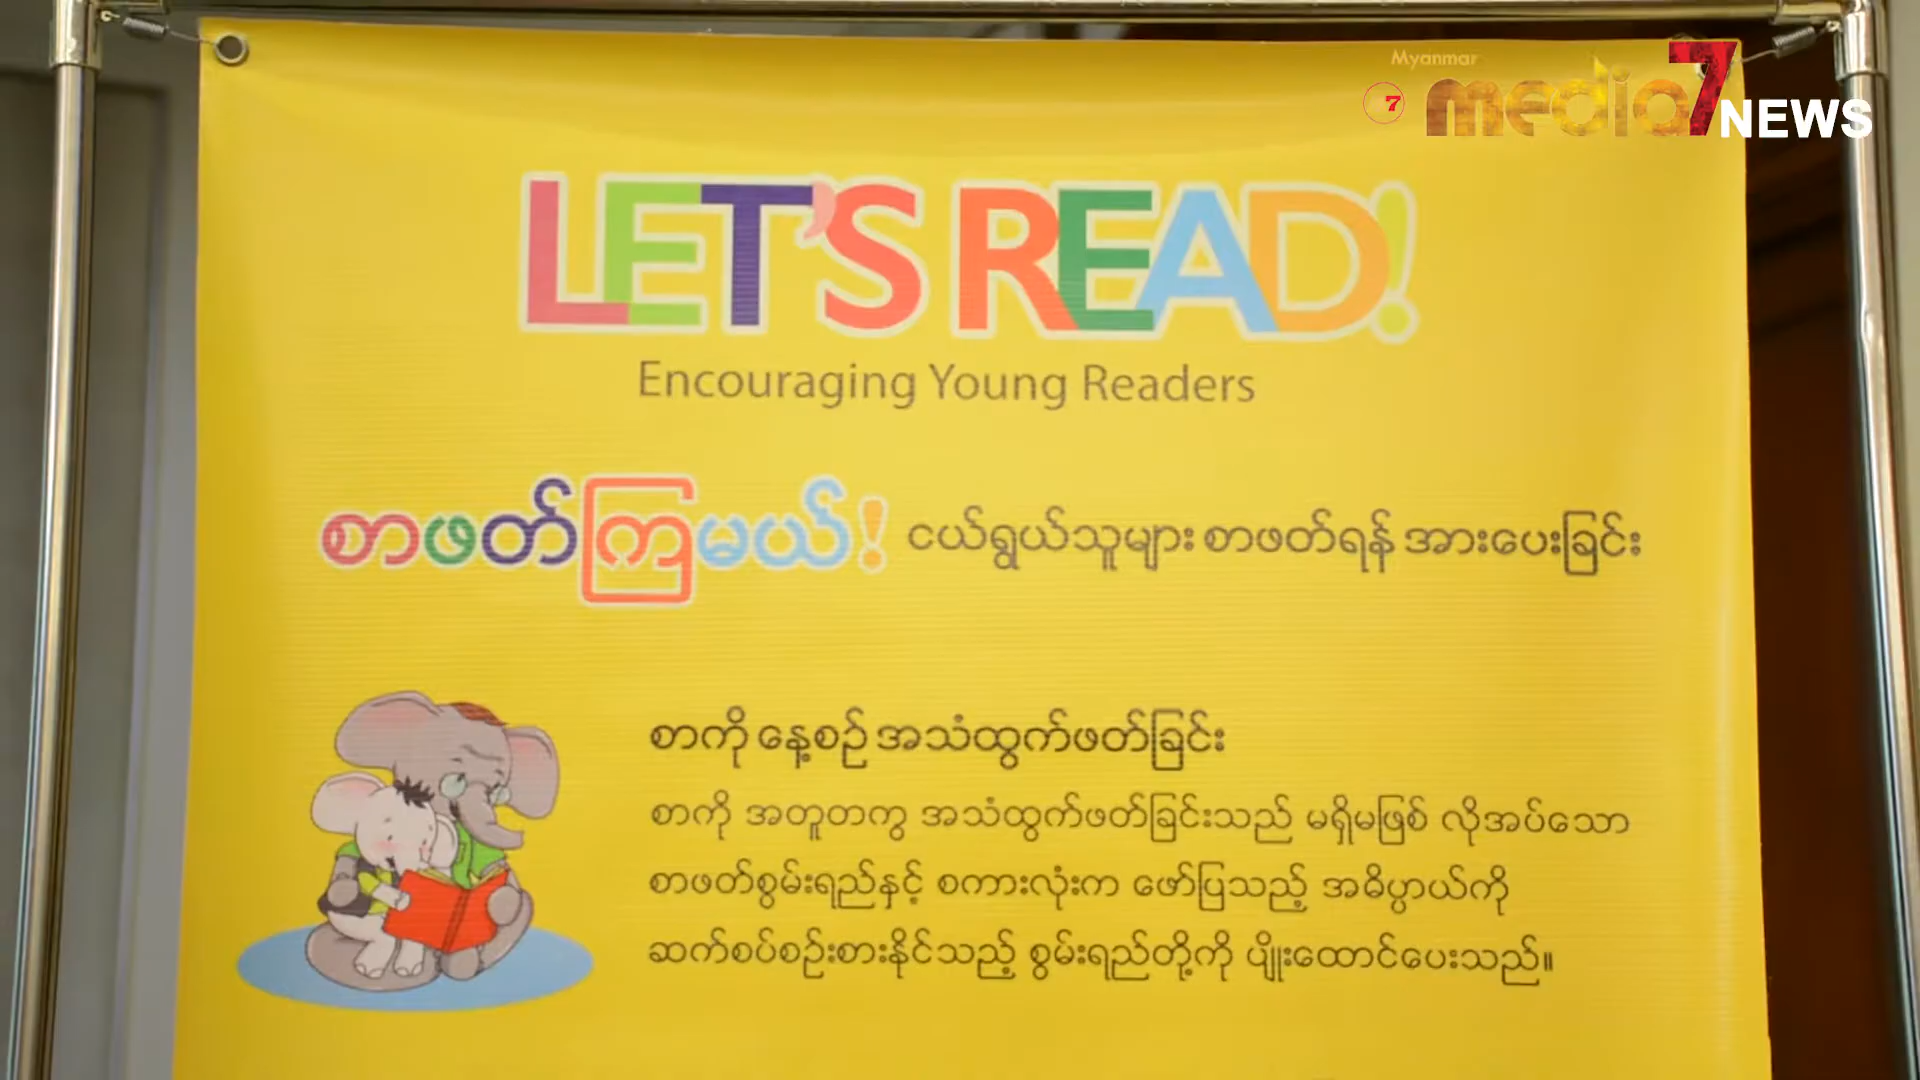 Myanmar
7 media7NEWS
LET'S READ!
Encouraging Young Readers
စာဖတ်ကြမယ်! ငယ်ရွယ်သူများ စာဖတ်ရန် အားပေးခြင်း
စာကို နေ့စဉ် အသံထွက်ဖတ်ခြင်း
စာကို အတူတကွ အသံထွက်ဖတ်ခြင်းသည် မရှိမဖြစ် လိုအပ်သော
စာဖတ်စွမ်းရည်နှင့် စကားလုံးက ဖော်ပြသည့် အဓိပ္ပာယ်ကို
ဆက်စပ်စဉ်းစားနိုင်သည့် စွမ်းရည်တို့ကို ပျိုးထောင်ပေးသည်။